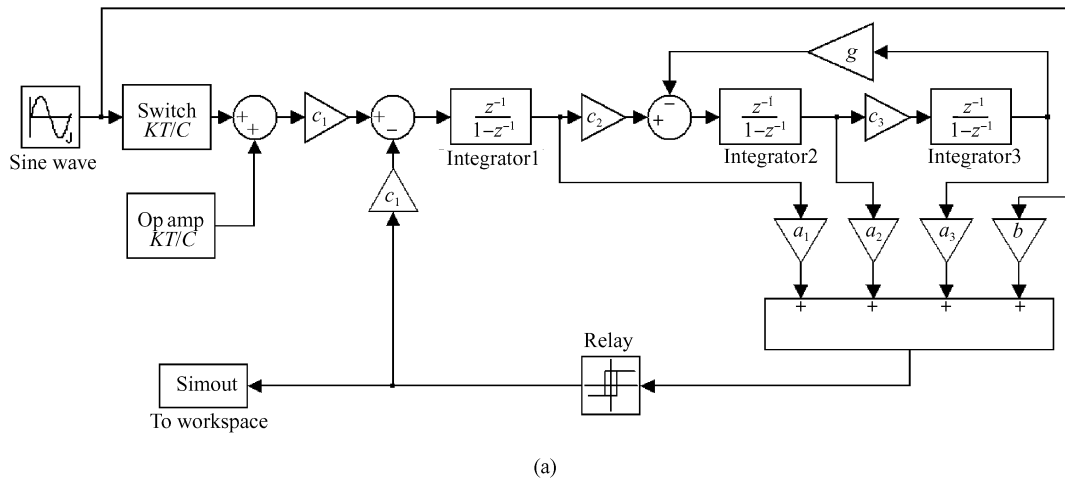 g
Switch
KT/C
+
+
c₁
+
−
z⁻¹
1−z⁻¹
c₂
−
+
z⁻¹
1−z⁻¹
c₃
z⁻¹
1−z⁻¹
Sine wave
Integrator1
Integrator2
Integrator3
Op amp
KT/C
c₁
a₁
a₂
a₃
b
+ + + +
Relay
Simout
To workspace
(a)